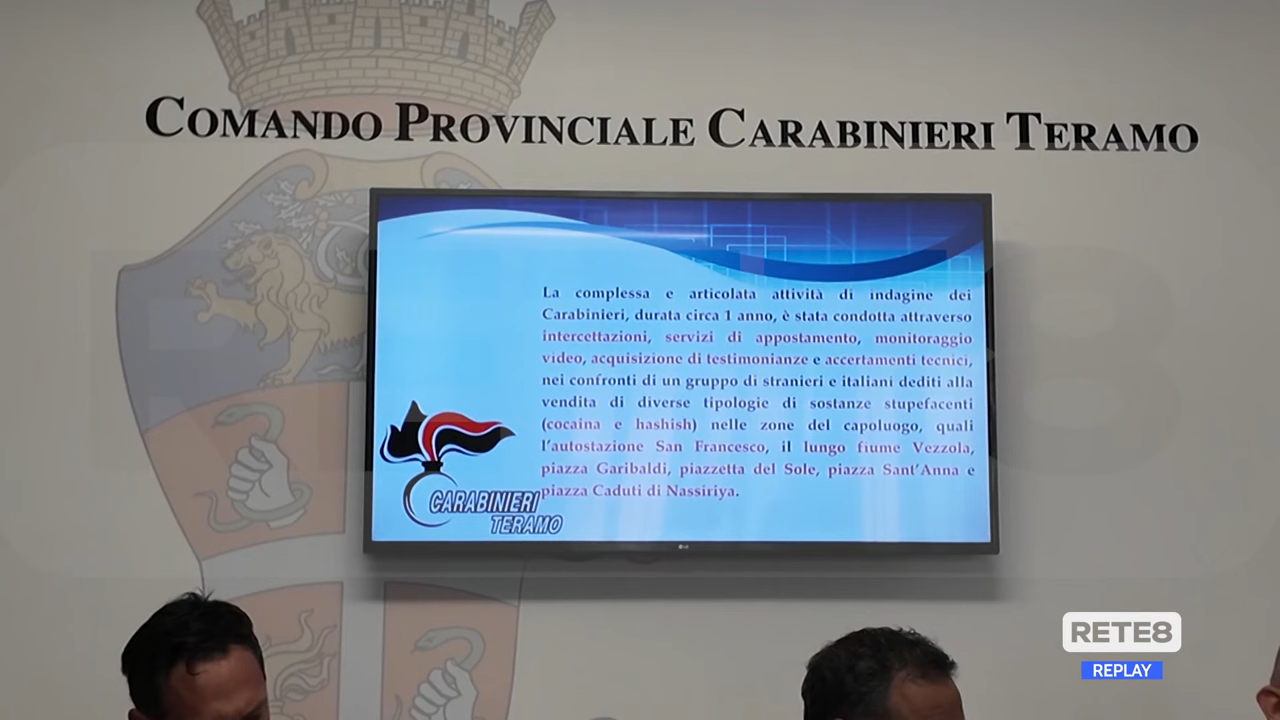 COMANDO PROVINCIALE CARABINIERI TERAMO
La complessa e articolata attività di indagine dei
Carabinieri, durata circa 1 anno, è stata condotta attraverso
intercettazioni, servizi di appostamento, monitoraggio
video, acquisizione di testimonianze e accertamenti tecnici,
nei confronti di un gruppo di stranieri e italiani dediti alla
vendita di diverse tipologie di sostanze stupefacenti
(cocaina e hashish) nelle zone del capoluogo, quali
l'autostazione San Francesco, il lungo fiume Vezzola,
piazza Garibaldi, piazzetta del Sole, piazza Sant'Anna e
piazza Caduti di Nassiriya.
CARABINIERI
TERAMO
LG
RETE8
REPLAY